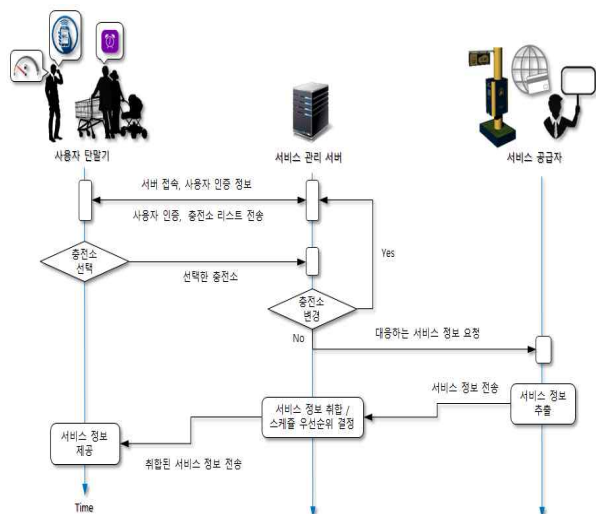 사용자 단말기
서비스 관리 서버
서비스 공급자
서버 접속, 사용자 인증 정보
사용자 인증, 충전소 리스트 전송
충전소
선택
선택한 충전소
Yes
충전소
변경
No
대응하는 서비스 정보 요청
서비스 정보 전송
서비스 정보
추출
서비스 정보 취합 /
스케쥴 우선순위 결정
서비스 정보
제공
취합된 서비스 정보 전송
Time